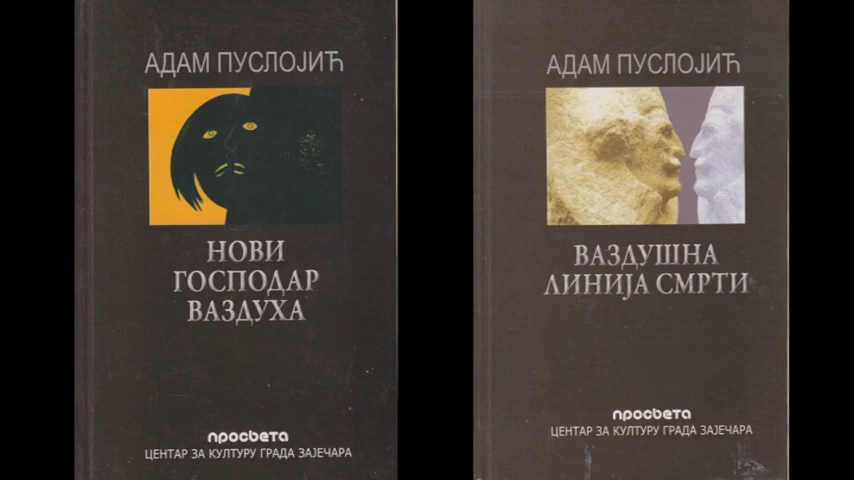 АДАМ ПУСЛОЈИЋ
НОВИ
ГОСПОДАР
ВАЗДУХА
просвета
ЦЕНТАР ЗА КУЛТУРУ ГРАДА ЗАЈЕЧАРА
АДАМ ПУСЛОЈИЋ
ВАЗДУШНА
ЛИНИЈА СМРТИ
просвета
ЦЕНТАР ЗА КУЛТУРУ ГРАДА ЗАЈЕЧАРА